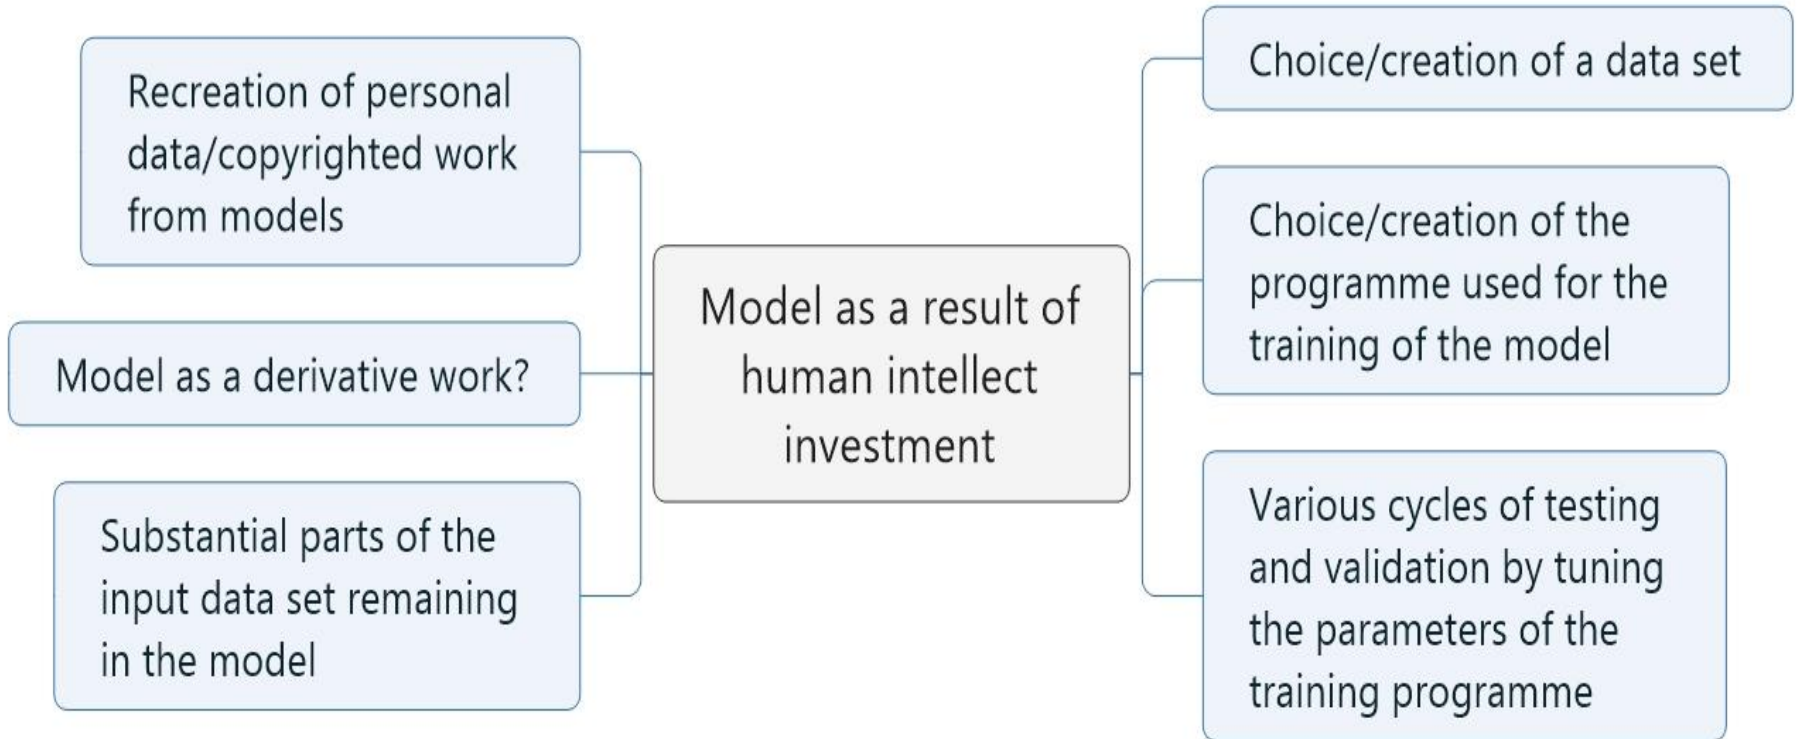 Recreation of personal
data/copyrighted work
from models
Model as a derivative work?
Substantial parts of the
input data set remaining
in the model
Model as a result of
human intellect
investment
Choice/creation of a data set
Choice/creation of the
programme used for the
training of the model
Various cycles of testing
and validation by tuning
the parameters of the
training programme